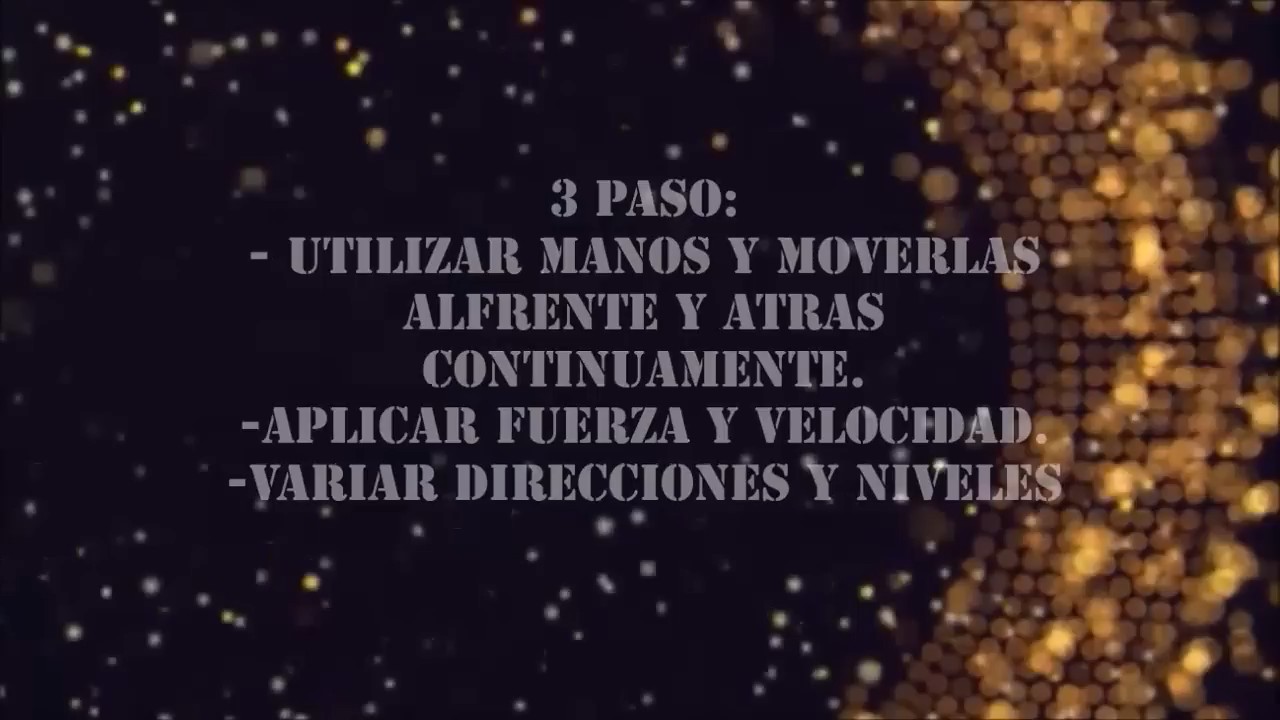 3 PASO:
- UTILIZAR MANOS Y MOVERLAS
ALFRENTE Y ATRAS
CONTINUAMENTE.
-APLICAR FUERZA Y VELOCIDAD.
-VARIAR DIRECCIONES Y NIVELES